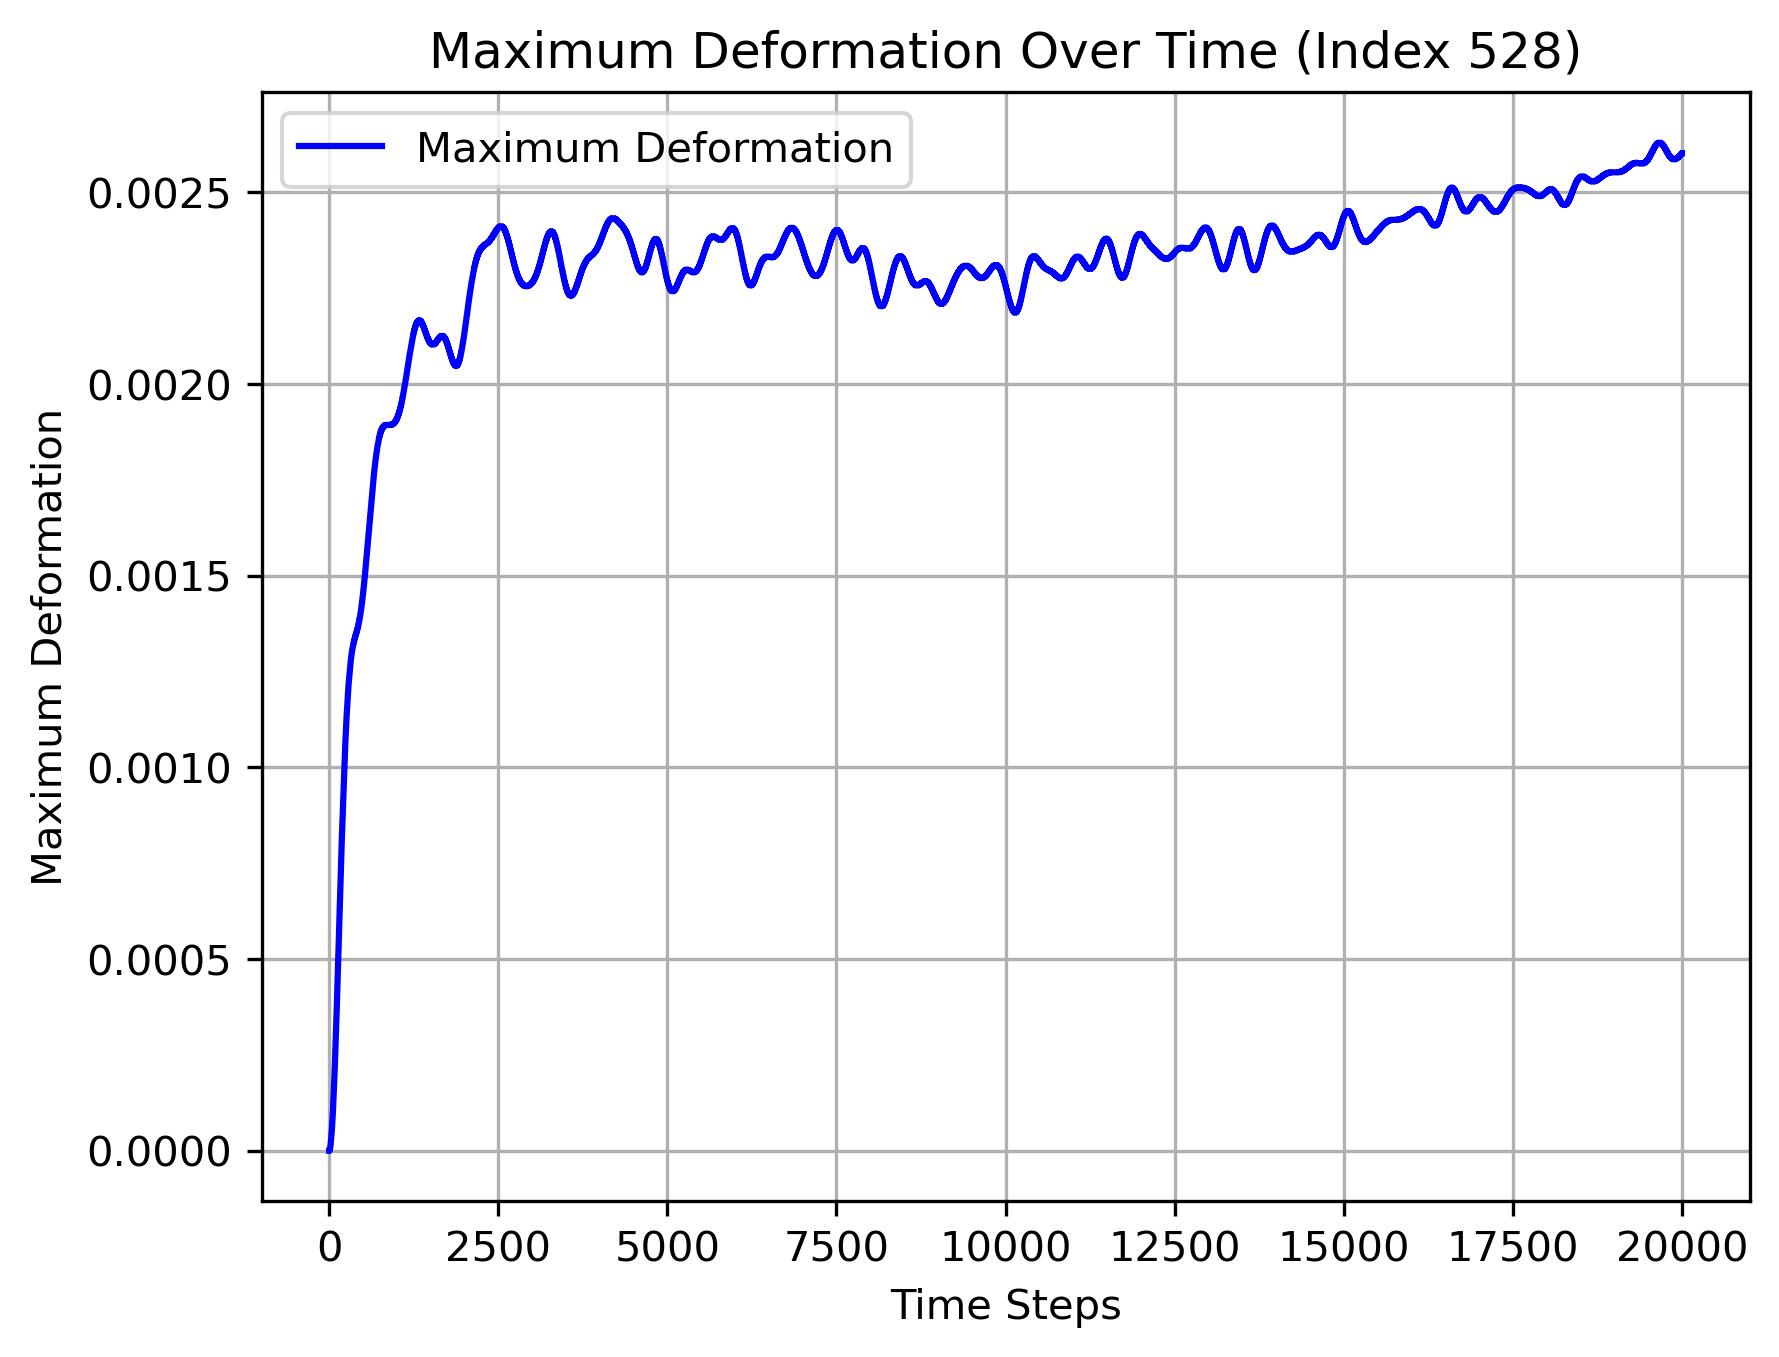 Maximum Deformation Over Time (Index 528)
Maximum Deformation
0.0025
0.0020
0.0015
0.0010
0.0005
0.0000
Maximum Deformation
0 2500 5000 7500 10000 12500 15000 17500 20000
Time Steps